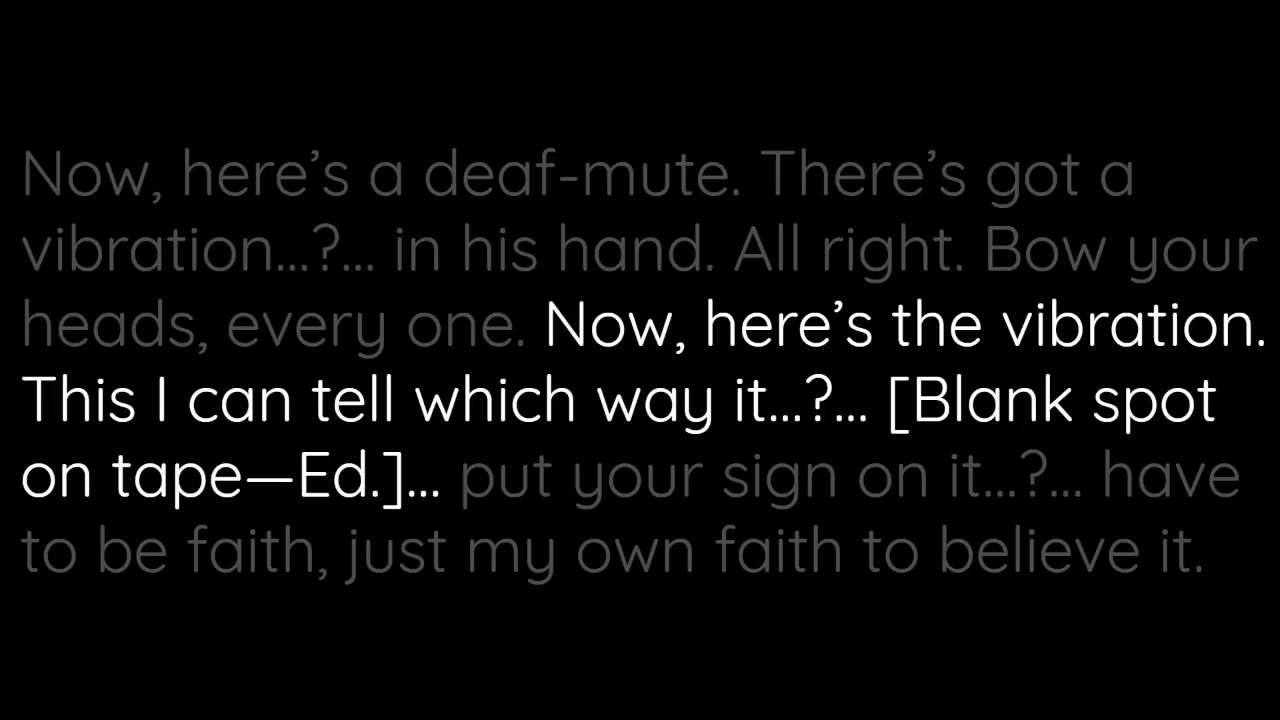 Now, here’s a deaf-mute. There’s got a
vibration...?... in his hand. All right. Bow your
heads, every one. Now, here’s the vibration.
This I can tell which way it...?... [Blank spot
on tape—Ed.]... put your sign on it...?... have
to be faith, just my own faith to believe it.